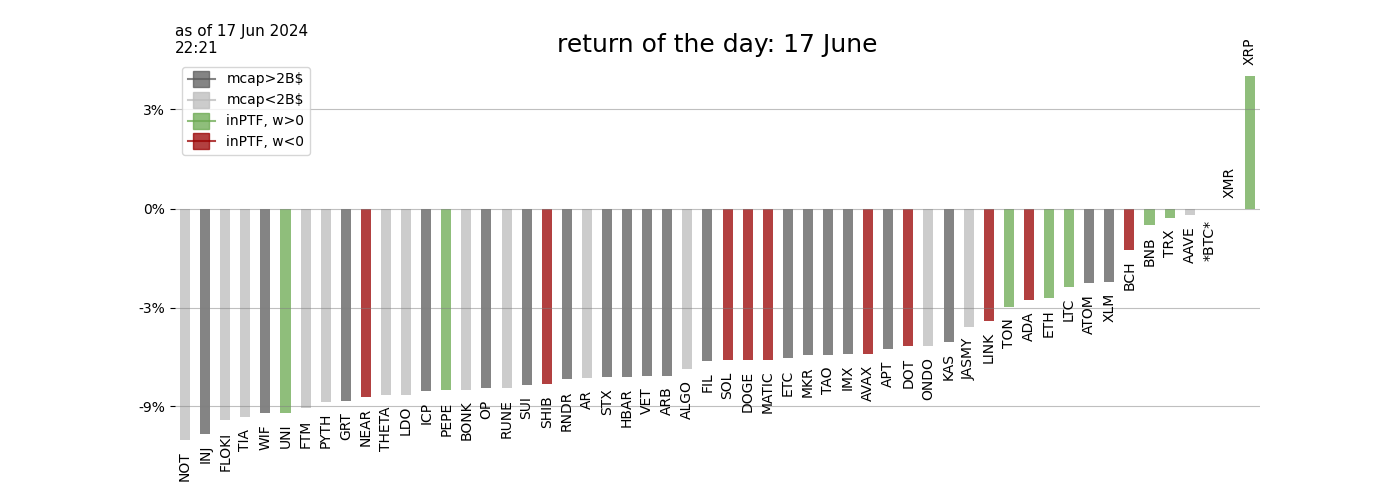 as of 17 Jun 2024
22:21
return of the day: 17 June
mcap>2B$
mcap<2B$
inPTF, w>0
inPTF, w<0
3%
0%
-3%
-9%
NOT
INJ
FLOKI
TIA
WIF
UNI
FTM
PYTH
GRT
NEAR
THETA
LDO
ICP
PEPE
BONK
OP
RUNE
SUI
SHIB
RNDR
AR
STX
HBAR
VET
ARB
ALGO
FIL
SOL
DOGE
MATIC
ETC
MKR
TAO
IMX
AVAX
APT
DOT
ONDO
KAS
JASMY
LINK
TON
ADA
ETH
LTC
ATOM
XLM
BCH
BNB
TRX
AAVE
*BTC*
XMR
XRP